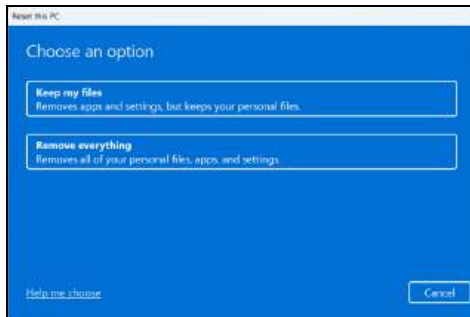 Reset this PC
Choose an option
Keep my files
Removes apps and settings, but keeps your personal files.
Remove everything
Removes all of your personal files, apps, and settings.
Help me choose
Cancel